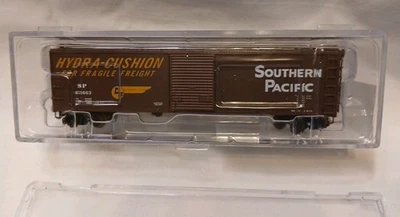 HYDRA-CUSHION
FOR FRAGILE FREIGHT
SP
SOUTHERN
PACIFIC